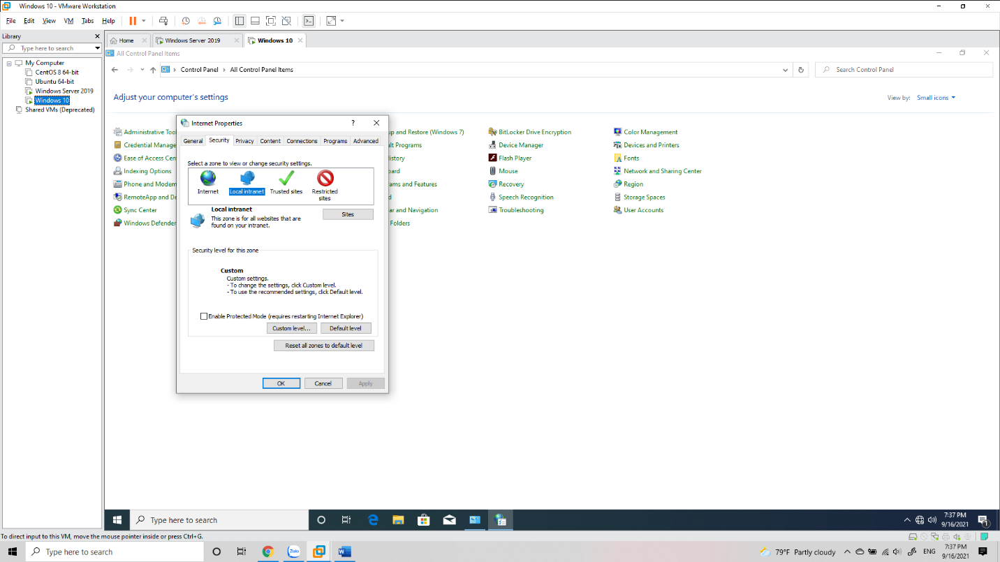 Windows 10 - VMware Workstation
File Edit View VM Tabs Help
Library
Type here to search
My Computer
CentOS 8 64-bit
Ubuntu 64-bit
Windows Server 2019
Windows 10
Shared VMs (Deprecated)
Home Windows Server 2019 Windows 10
All Control Panel Items
Control Panel All Control Panel Items
Search Control Panel
Adjust your computer's settings
View by: Small icons
Administrative Too
Credential Manage
Ease of Access Cen
Indexing Options
Phone and Modem
RemoteApp and De
Sync Center
Windows Defender
up and Restore (Windows 7)
ult Programs
istory
oard
ams and Features
d
ar and Navigation
Folders
BitLocker Drive Encryption
Device Manager
Flash Player
Mouse
Recovery
Speech Recognition
Troubleshooting
Color Management
Devices and Printers
Fonts
Network and Sharing Center
Region
Storage Spaces
User Accounts
Internet Properties
?
General Security Privacy Content Connections Programs Advanced
Select a zone to view or change security settings.
Internet Local intranet Trusted sites Restricted
sites
Local intranet
This zone is for all websites that are
found on your intranet.
Sites
Security level for this zone
Custom
Custom settings.
- To change the settings, click Custom level.
- To use the recommended settings, click Default level.
Enable Protected Mode (requires restarting Internet Explorer)
Custom level... Default level
Reset all zones to default level
OK Cancel Apply
Type here to search
7:37 PM
9/16/2021
1
To direct input to this VM, move the mouse pointer inside or press Ctrl+G.
Type here to search
Zalo
W
79°F Partly cloudy
ENG
7:37 PM
9/16/2021